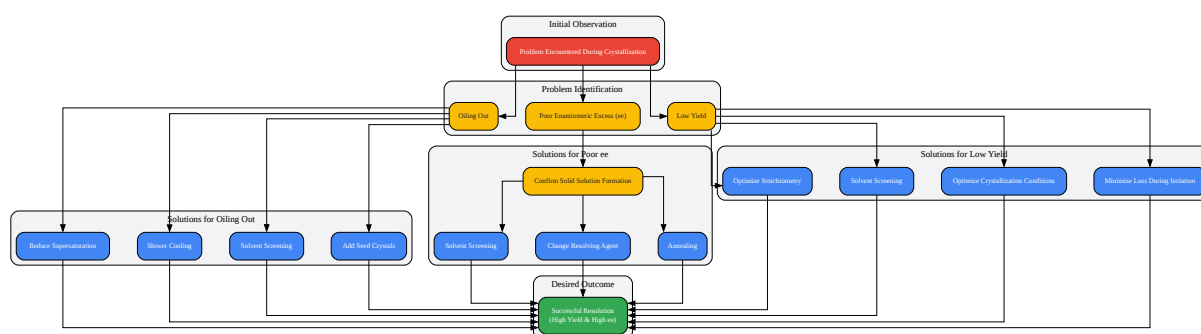 Initial Observation
Problem Encountered During Crystallization
Problem Identification
Oiling Out
Poor Enantiomeric Excess (ee)
Low Yield
Solutions for Poor ee
Confirm Solid Solution Formation
Solvent Screening
Change Resolving Agent
Annealing
Solutions for Low Yield
Optimize Stoichiometry
Solvent Screening
Optimize Crystallization Conditions
Minimize Loss During Isolation
Solutions for Oiling Out
Reduce Supersaturation
Slower Cooling
Solvent Screening
Add Seed Crystals
Desired Outcome
Successful Resolution
(High Yield & High ee)